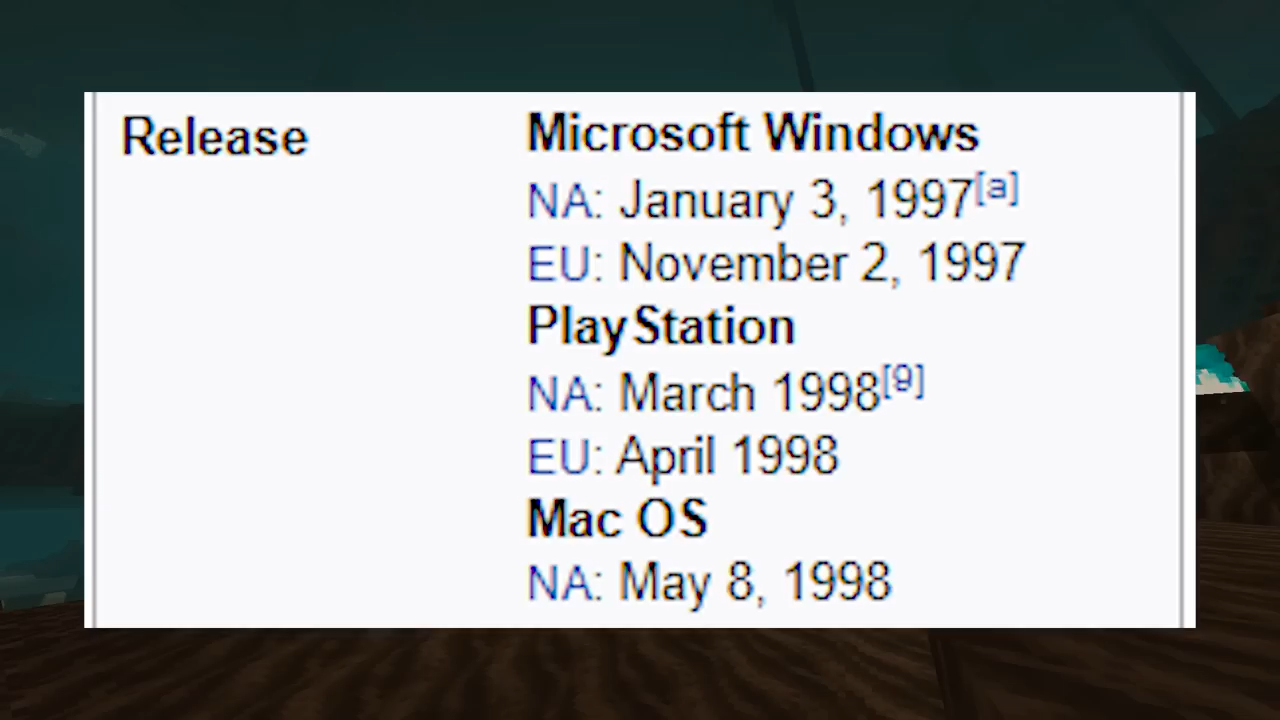 Release
Microsoft Windows
NA: January 3, 1997[a]
EU: November 2, 1997
PlayStation
NA: March 1998[9]
EU: April 1998
Mac OS
NA: May 8, 1998